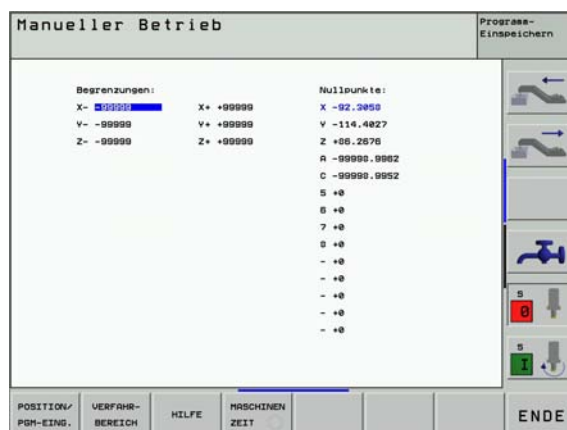 Manueller Betrieb
Programm-
Einspeichern
Begrenzungen:
X- -99999 X+ +99999
Y- -99999 Y+ +99999
Z- -99999 Z+ +99999
Nullpunkte:
X -92.3058
Y -114.4027
Z +86.2676
A -99998.9982
C -99998.9952
5 +0
6 +0
7 +0
8 +0
- +0
- +0
- +0
- +0
- +0
S
0
S
I
POSITION/
PGM-EING.
VERFAHR-
BEREICH
HILFE
MASCHINEN
ZEIT
ENDE